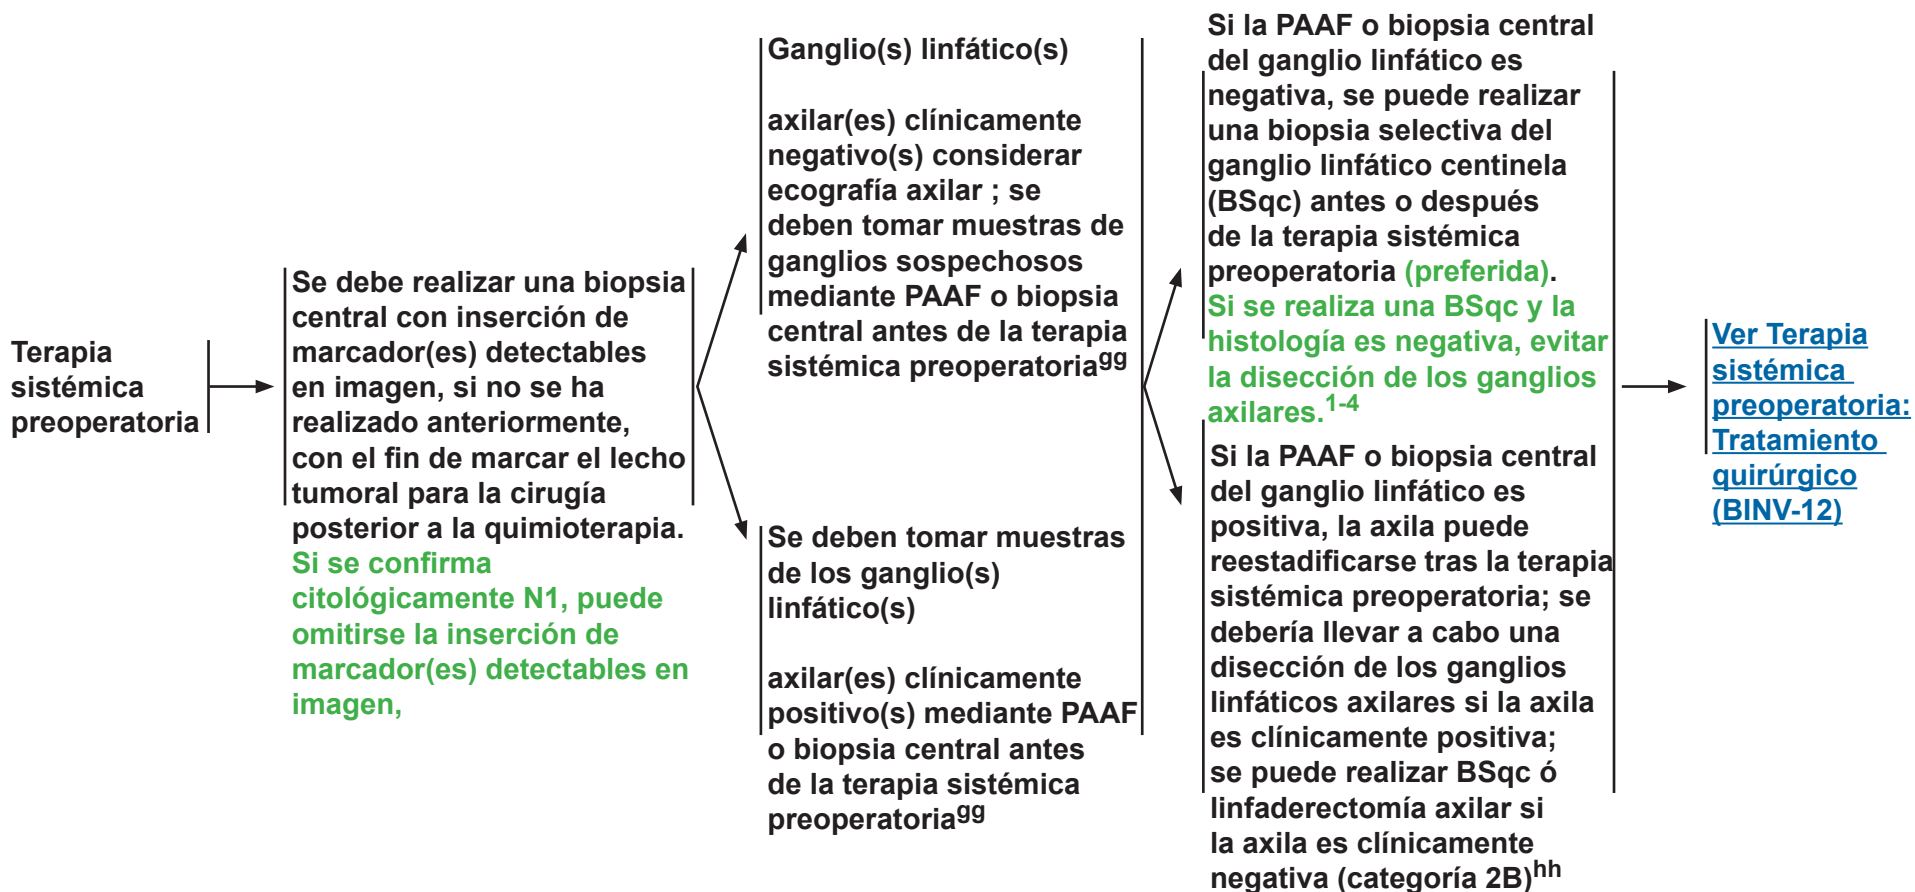 Terapia
sistémica
preoperatoria
Se debe realizar una biopsia
central con inserción de
marcador(es) detectables
en imagen, si no se ha
realizado anteriormente,
con el fin de marcar el lecho
tumoral para la cirugía
posterior a la quimioterapia.
Si se confirma
citológicamente N1, puede
omitirse la inserción de
marcador(es) detectables en
imagen,
Ganglio(s) linfático(s)
axilar(es) clínicamente
negativo(s) considerar
ecografía axilar ; se
deben tomar muestras de
ganglios sospechosos
mediante PAAF o biopsia
central antes de la terapia
sistémica preoperatoriagg
Se deben tomar muestras
de los ganglio(s)
linfático(s)
axilar(es) clínicamente
positivo(s) mediante PAAF
o biopsia central antes
de la terapia sistémica
preoperatoriagg
Si la PAAF o biopsia central
del ganglio linfático es
negativa, se puede realizar
una biopsia selectiva del
ganglio linfático centinela
(BSqc) antes o después
de la terapia sistémica
preoperatoria (preferida).
Si se realiza una BSqc y la
histología es negativa, evitar
la disección de los ganglios
axilares.1-4
Si la PAAF o biopsia central
del ganglio linfático es
positiva, la axila puede
reestadificarse tras la terapia
sistémica preoperatoria; se
debería llevar a cabo una
disección de los ganglios
linfáticos axilares si la axila
es clínicamente positiva;
se puede realizar BSqc ó
linfaderectomía axilar si
la axila es clínicamente
negativa (categoría 2B)hh
Ver Terapia
sistémica
preoperatoria:
Tratamiento
quirúrgico
(BINV-12)